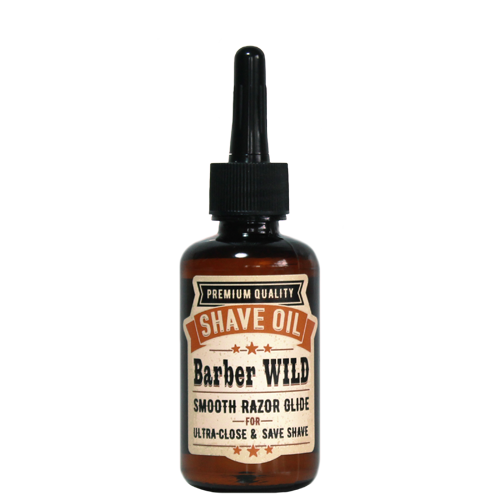 PREMIUM QUALITY
SHAVE OIL
Barber WILD
SMOOTH RAZOR GLIDE
FOR
ULTRA-CLOSE & SAVE SHAVE